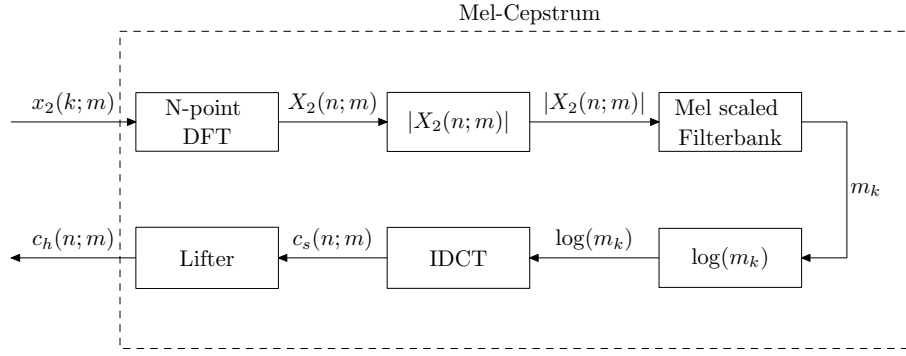 Mel-Cepstrum
x_2(k; m)
N-point
DFT
X_2(n; m)
|X_2(n; m)|
|X_2(n; m)|
Mel scaled
Filterbank
m_k
c_h(n; m)
Lifter
c_s(n; m)
IDCT
log(m_k)
log(m_k)